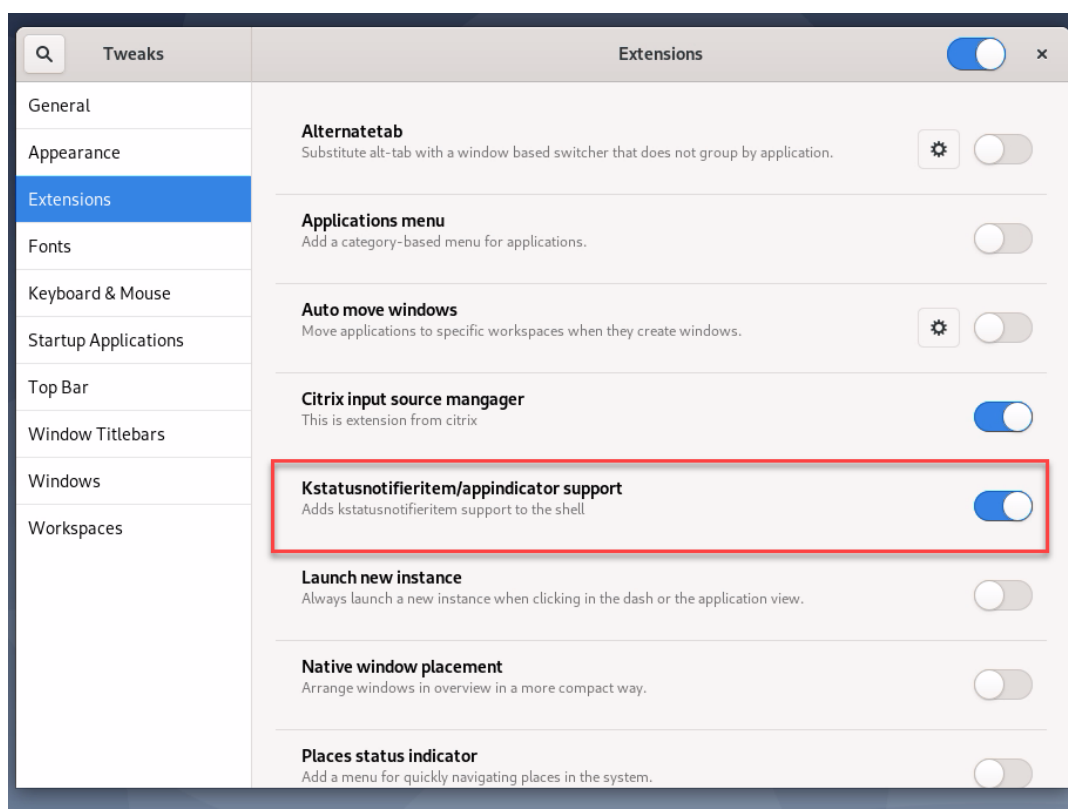 Tweaks
Extensions
General
Appearance
Extensions
Fonts
Keyboard & Mouse
Startup Applications
Top Bar
Window Titlebars
Windows
Workspaces
Alternatetab
Substitute alt-tab with a window based switcher that does not group by application.
Applications menu
Add a category-based menu for applications.
Auto move windows
Move applications to specific workspaces when they create windows.
Citrix input source mangager
This is extension from citrix
Kstatusnotifieritem/appindicator support
Adds kstatusnotifieritem support to the shell
Launch new instance
Always launch a new instance when clicking in the dash or the application view.
Native window placement
Arrange windows in overview in a more compact way.
Places status indicator
Add a menu for quickly navigating places in the system.